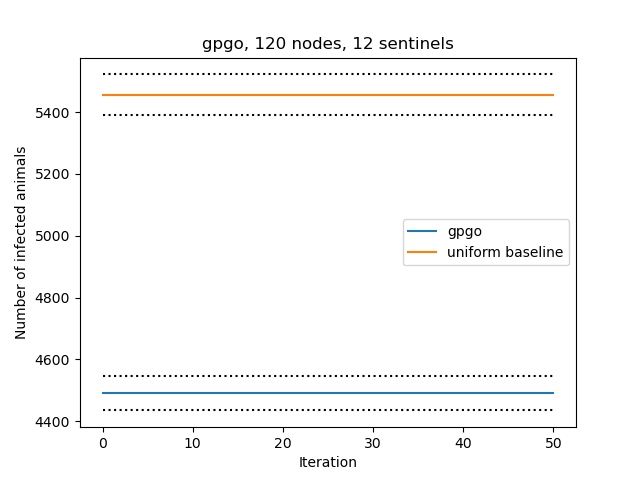 gpgo, 120 nodes, 12 sentinels
Number of infected animals
5400
5200
5000
4800
4600
4400
gpgo
uniform baseline
0 10 20 30 40 50
Iteration